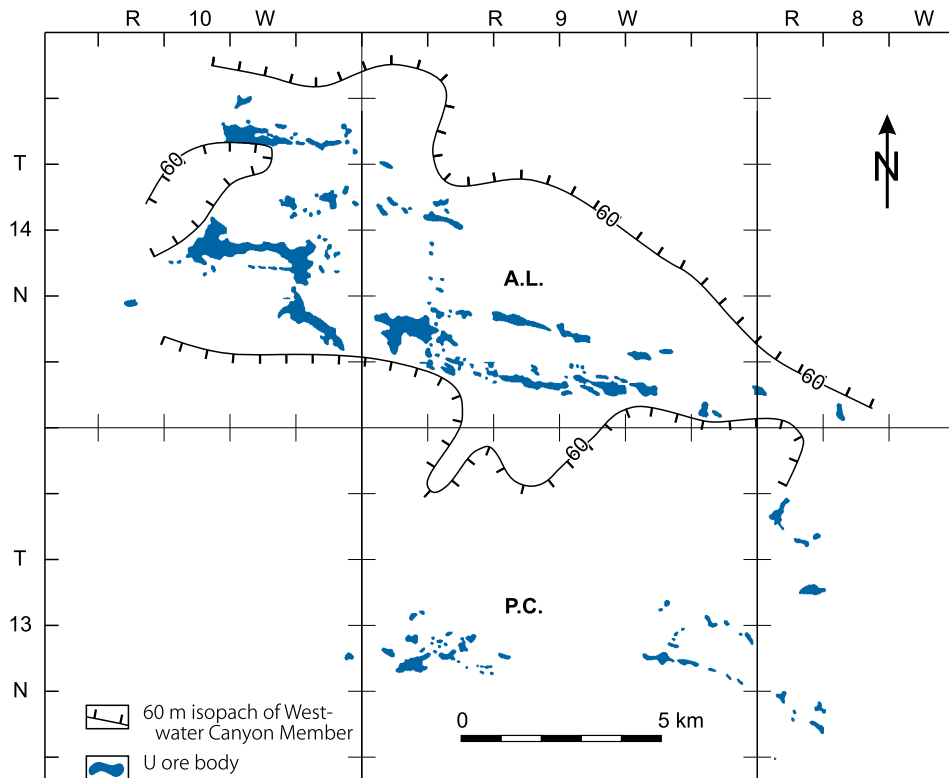 R 10 W R 9 W R 8 W
N
T
14
N
60
60
A.L.
60
60
T
13
N
P.C.
60 m isopach of West-
water Canyon Member
U ore body
0 5 km